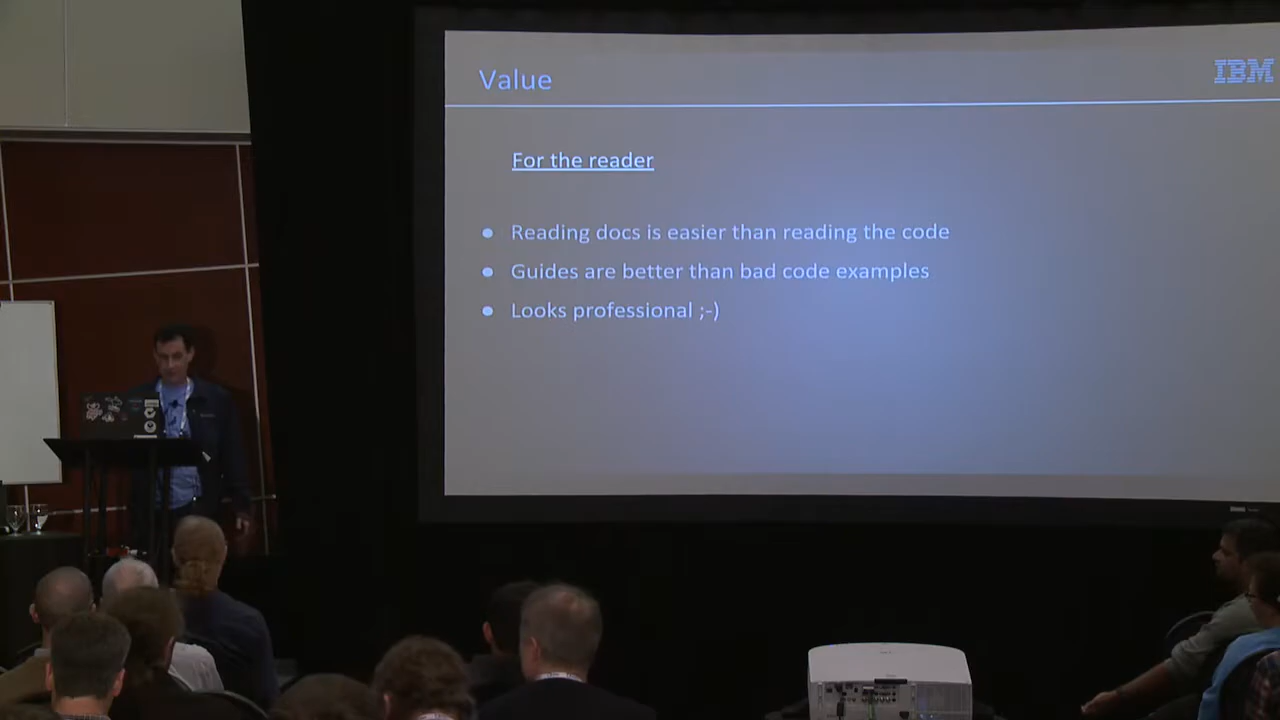 Value
IBM
For the reader
● Reading docs is easier than reading the code
● Guides are better than bad code examples
● Looks professional ;-)